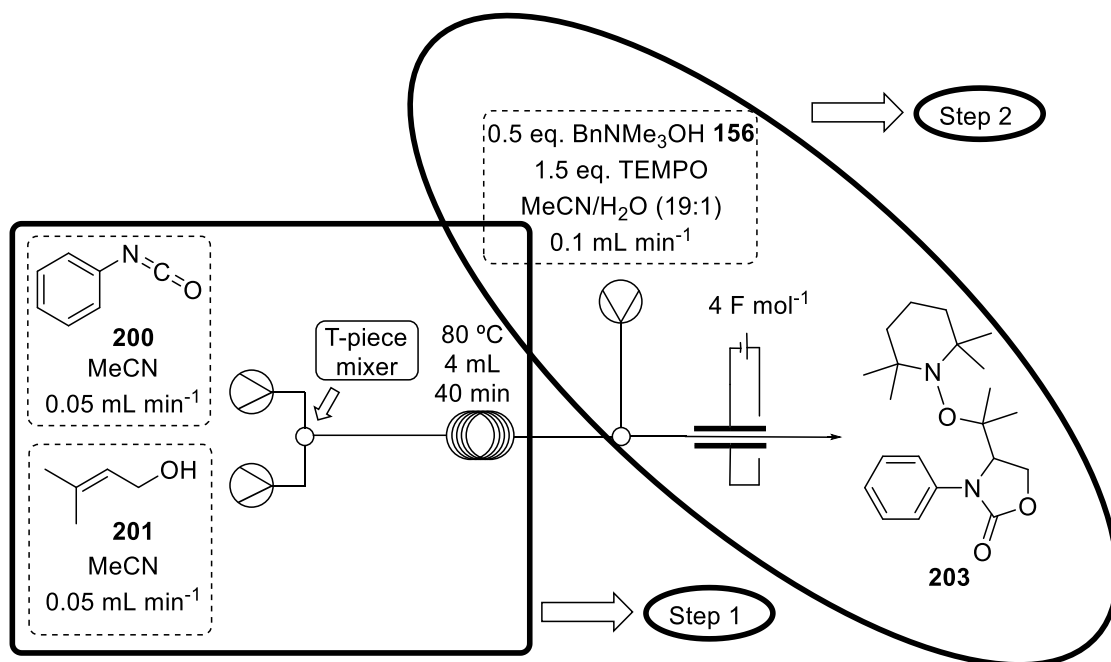 0.5 eq. BnNMe₃OH 156
1.5 eq. TEMPO
MeCN/H₂O (19:1)
0.1 mL min⁻¹
Step 2
N
C
O
200
MeCN
0.05 mL min⁻¹
T-piece
mixer
80 ºC
4 mL
40 min
4 F mol⁻¹
OH
201
MeCN
0.05 mL min⁻¹
N
O
N
O
O
203
Step 1